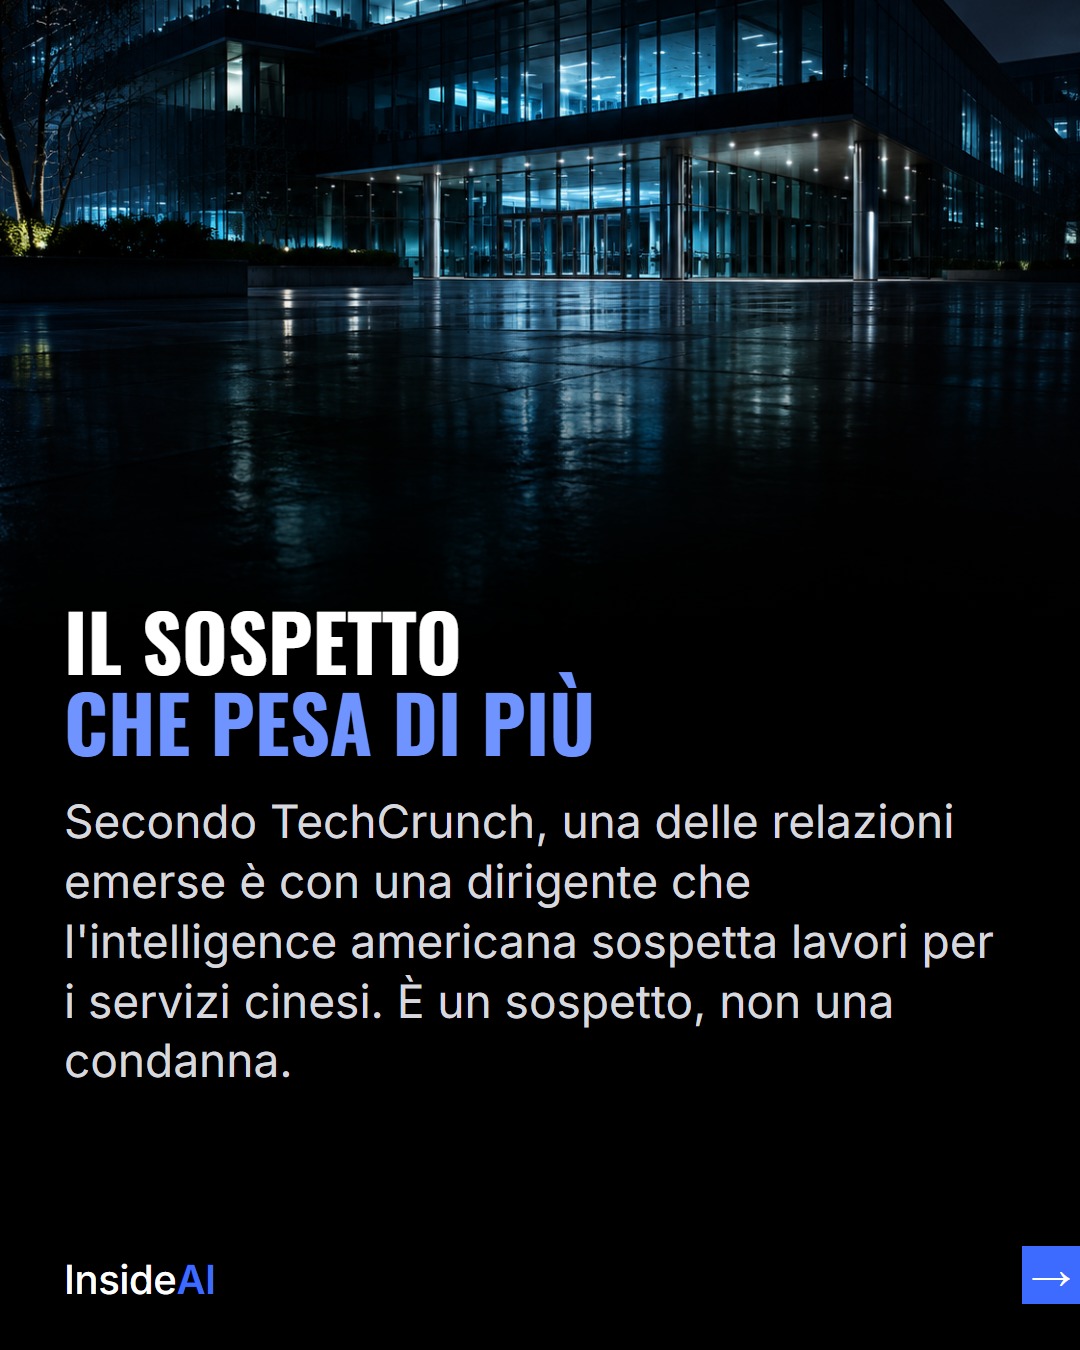 IL SOSPETTO
CHE PESA DI PIÙ
Secondo TechCrunch, una delle relazioni
emerse è con una dirigente che
l'intelligence americana sospetta lavori per
i servizi cinesi. È un sospetto, non una
condanna.
InsideAI
→